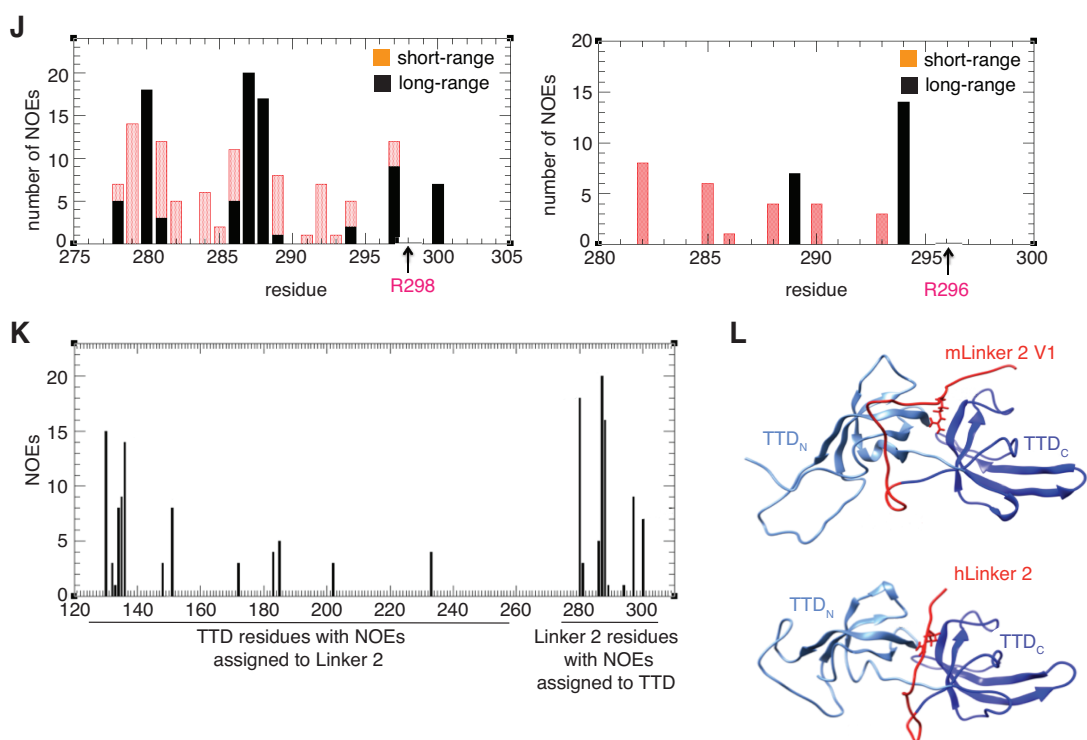 J
short-range
long-range
number of NOEs
20
15
10
5
0
275 280 285 290 295 300 305
residue
R298
short-range
long-range
number of NOEs
20
15
10
5
0
280 285 290 295 300
residue
R296
K
NOEs
20
15
10
5
0
120 140 160 180 200 220 240 260 280 300
TTD residues with NOEs
assigned to Linker 2
Linker 2 residues
with NOEs
assigned to TTD
L
mLinker 2 V1
TTDN
TTDC
hLinker 2
TTDN
TTDC